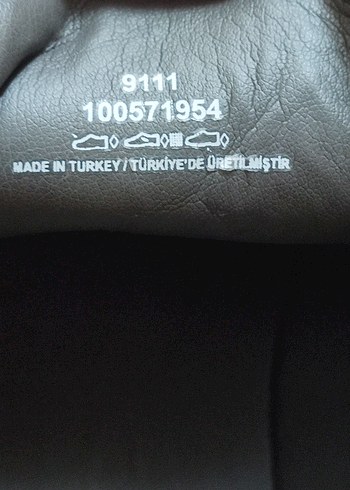 9111
100571954
MADE IN TURKEY / TÜRKİYE'DE ÜRETİLMİŞTİR